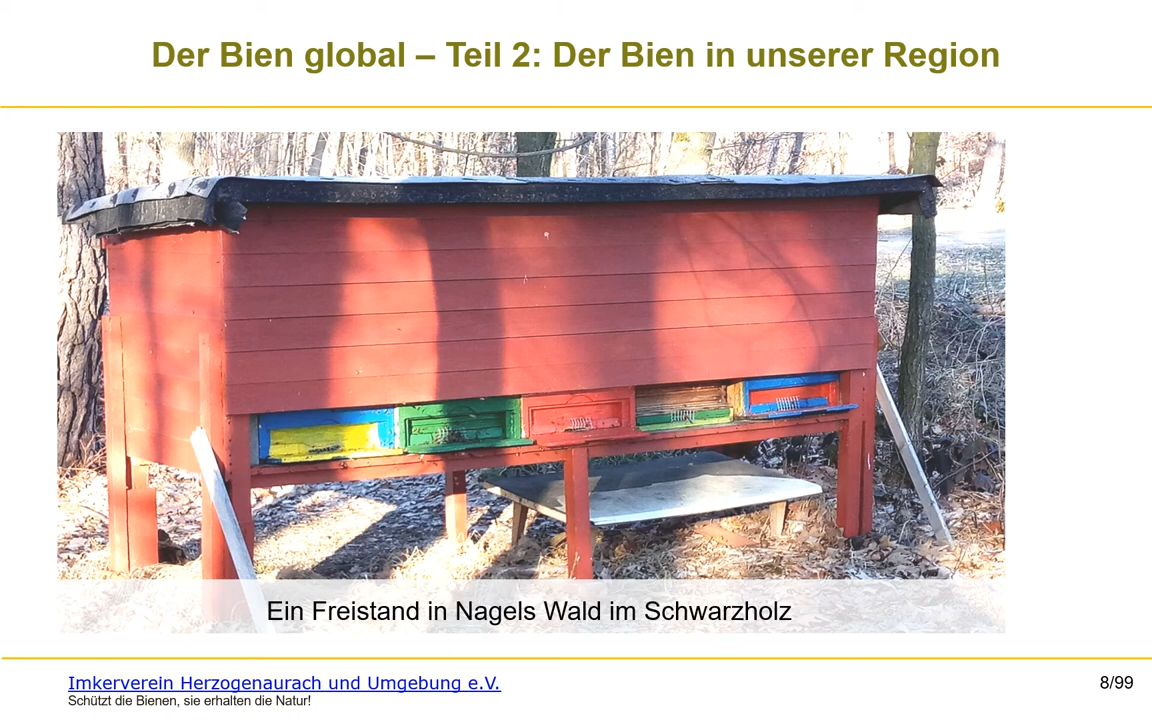 Der Bien global – Teil 2: Der Bien in unserer Region
Ein Freistand in Nagels Wald im Schwarzholz
Imkerverein Herzogenaurach und Umgebung e.V.
Schützt die Bienen, sie erhalten die Natur!
8/99